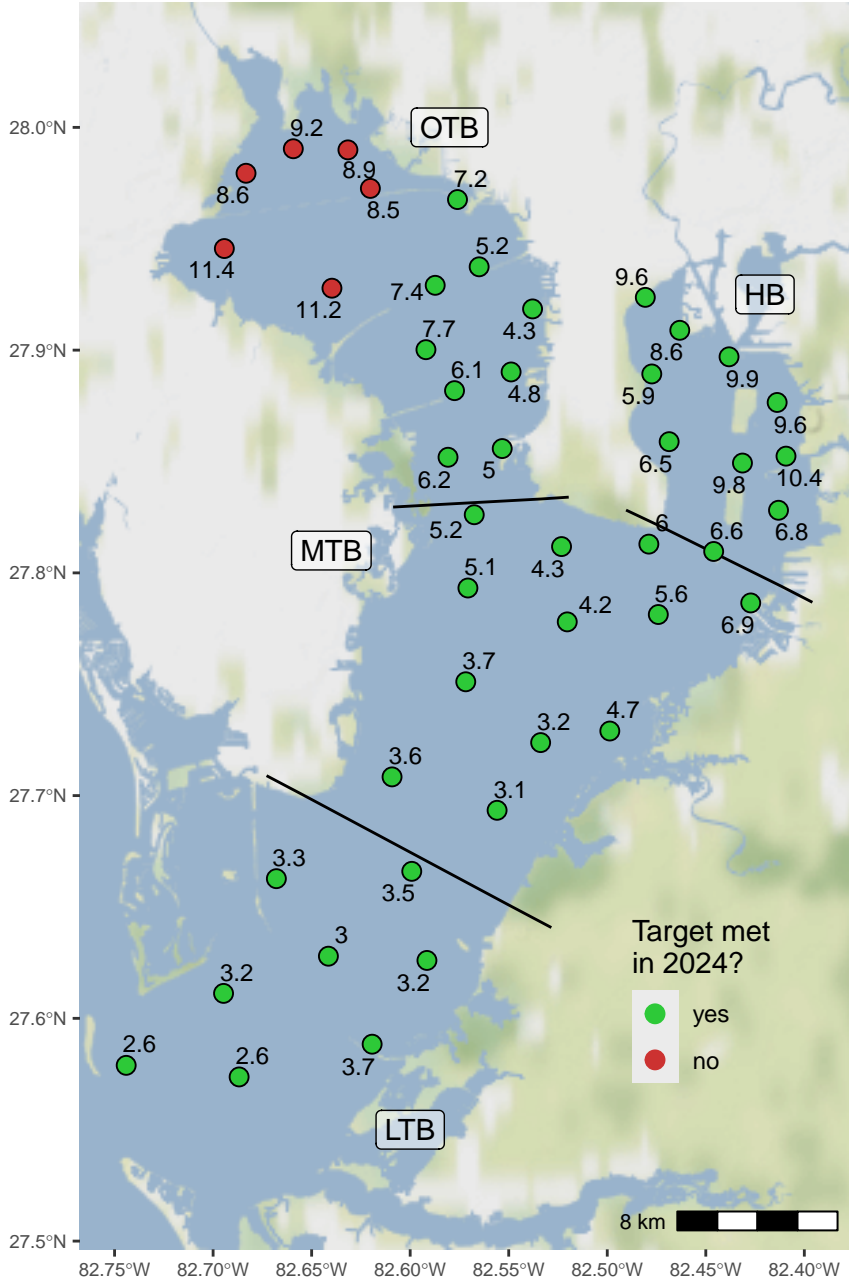 28.0°N
27.9°N
27.8°N
27.7°N
27.6°N
27.5°N
OTB
9.2
8.9
8.6
8.5
7.2
11.4
5.2
11.2
7.4
4.3
7.7
6.1
4.8
6.2
5
HB
9.6
8.6
9.9
5.9
9.6
6.5
9.8
10.4
6.8
6
6.6
6.9
MTB
5.2
4.3
5.1
4.2
5.6
3.7
3.2
4.7
3.6
3.1
3.3
3.5
3
3.2
3.2
2.6
2.6
3.7
LTB
Target met
in 2024?
yes
no
8 km
82.75°W 82.70°W 82.65°W 82.60°W 82.55°W 82.50°W 82.45°W 82.40°W